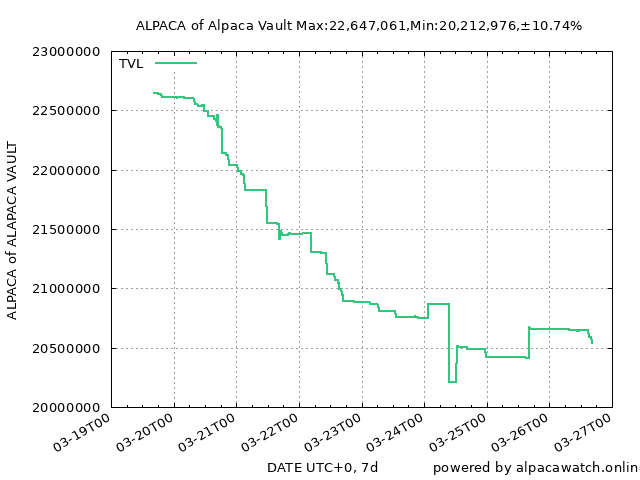 ALPACA of Alpaca Vault Max:22,647,061,Min:20,212,976,±10.74%
TVL
ALPACA of ALAPACA VAULT
23000000
22500000
22000000
21500000
21000000
20500000
20000000
03-19T00
03-20T00
03-21T00
03-22T00
03-23T00
03-24T00
03-25T00
03-26T00
03-27T00
DATE UTC+0, 7d
powered by alpacawatch.onlin